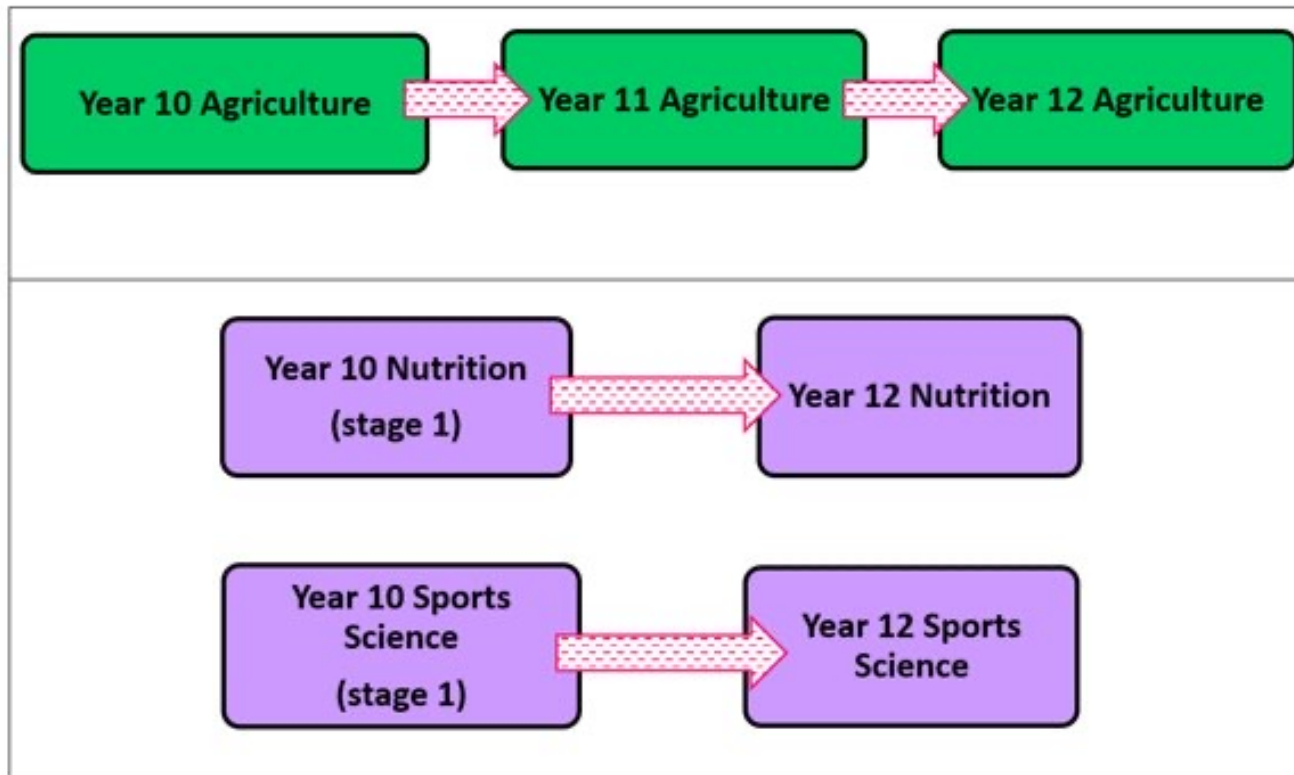 Year 10 Agriculture
Year 11 Agriculture
Year 12 Agriculture
Year 10 Nutrition
(stage 1)
Year 12 Nutrition
Year 10 Sports
Science
(stage 1)
Year 12 Sports
Science